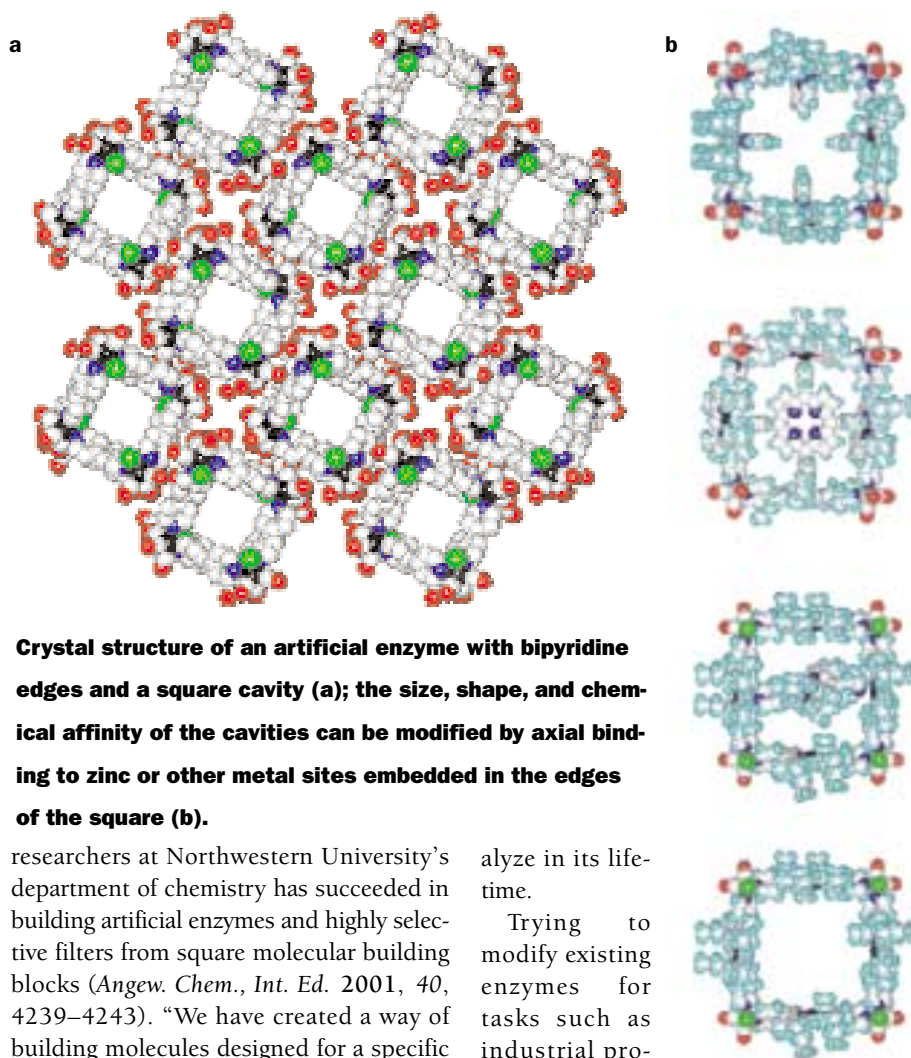 a
b
Crystal structure of an artificial enzyme with bipyridine
edges and a square cavity (a); the size, shape, and chem-
ical affinity of the cavities can be modified by axial bind-
ing to zinc or other metal sites embedded in the edges
of the square (b).
researchers at Northwestern University’s
department of chemistry has succeeded in
building artificial enzymes and highly selec-
tive filters from square molecular building
blocks (Angew. Chem., Int. Ed. 2001, 40,
4239–4243). “We have created a way of
building molecules designed for a specific
alyze in its life-
time.
Trying to
modify existing
enzymes for
tasks such as
industrial pro-